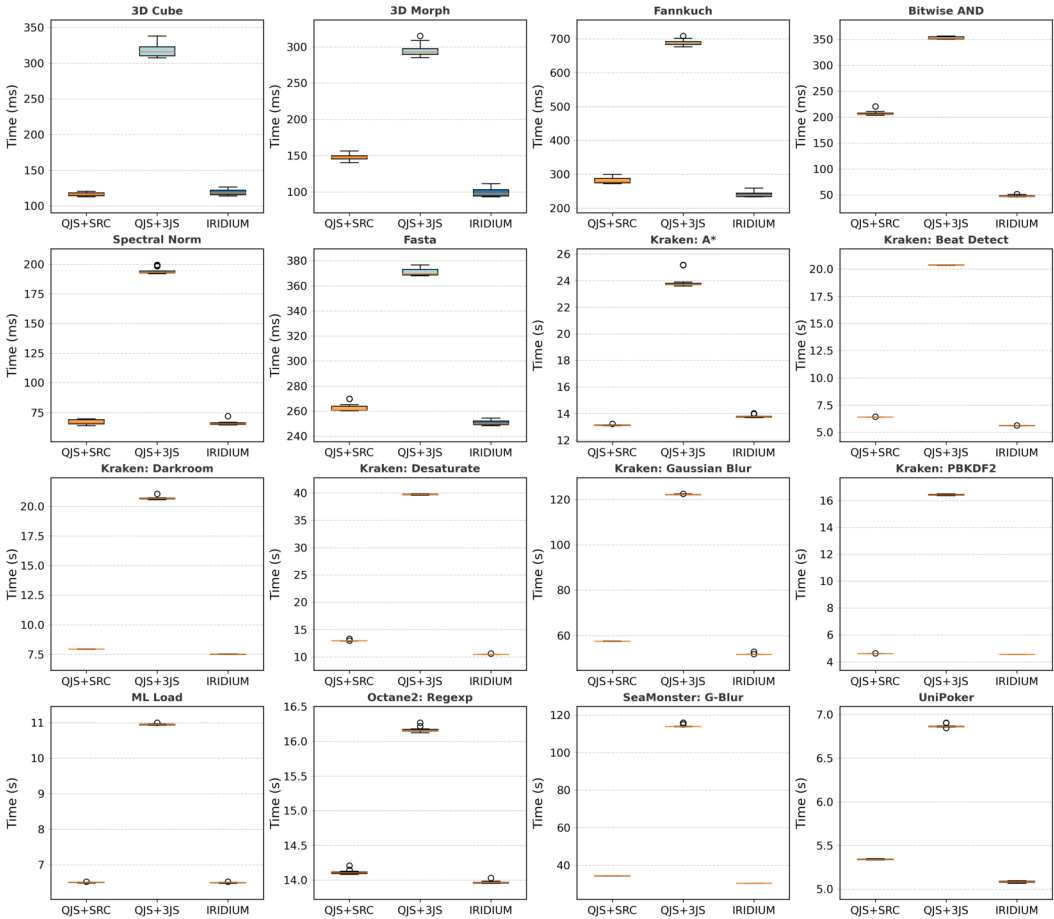 3D Cube
3D Morph
Fannkuch
Bitwise AND
Time (ms)
350
300
250
200
150
100
QJS+SRC
QJS+3JS
IRIDIUM
Time (ms)
300
250
200
150
100
QJS+SRC
QJS+3JS
IRIDIUM
Time (ms)
700
600
500
400
300
200
QJS+SRC
QJS+3JS
IRIDIUM
Time (ms)
350
300
250
200
150
100
50
QJS+SRC
QJS+3JS
IRIDIUM
Spectral Norm
Fasta
Kraken: A*
Kraken: Beat Detect
Time (ms)
200
175
150
125
100
75
QJS+SRC
QJS+3JS
IRIDIUM
Time (ms)
380
360
340
320
300
280
260
240
QJS+SRC
QJS+3JS
IRIDIUM
Time (s)
26
24
22
20
18
16
14
12
QJS+SRC
QJS+3JS
IRIDIUM
Time (s)
20.0
17.5
15.0
12.5
10.0
7.5
5.0
QJS+SRC
QJS+3JS
IRIDIUM
Kraken: Darkroom
Kraken: Desaturate
Kraken: Gaussian Blur
Kraken: PBKDF2
Time (s)
20.0
17.5
15.0
12.5
10.0
7.5
QJS+SRC
QJS+3JS
IRIDIUM
Time (s)
40
35
30
25
20
15
10
QJS+SRC
QJS+3JS
IRIDIUM
Time (s)
120
100
80
60
QJS+SRC
QJS+3JS
IRIDIUM
Time (s)
16
14
12
10
8
6
4
QJS+SRC
QJS+3JS
IRIDIUM
ML Load
Octane2: Regexp
SeaMonster: G-Blur
UniPoker
Time (s)
11
10
9
8
7
QJS+SRC
QJS+3JS
IRIDIUM
Time (s)
16.5
16.0
15.5
15.0
14.5
14.0
QJS+SRC
QJS+3JS
IRIDIUM
Time (s)
120
100
80
60
40
QJS+SRC
QJS+3JS
IRIDIUM
Time (s)
7.0
6.5
6.0
5.5
5.0
QJS+SRC
QJS+3JS
IRIDIUM